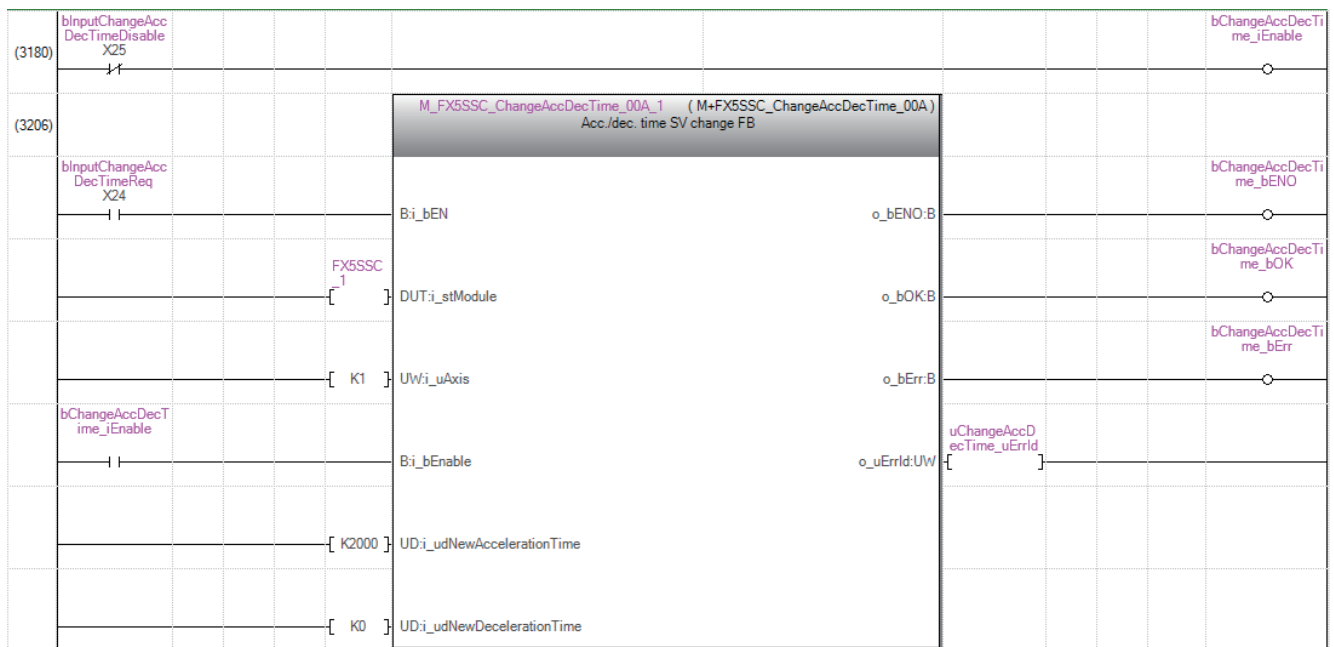 bInputChangeAcc
DecTimeDisable
X25
bChangeAccDecTi
me_iEnable
(3180)
M_FX5SSC_ChangeAccDecTime_00A_1 ( M+FX5SSC_ChangeAccDecTime_00A )
Acc./dec. time SV change FB
(3206)
bInputChangeAcc
DecTimeReq
X24
bChangeAccDecTi
me_bENO
B:i_bEN
o_bENO:B
bChangeAccDecTi
me_bOK
FX5SSC
_1
DUT:i_stModule
o_bOK:B
bChangeAccDecTi
me_bErr
K1
UW:i_uAxis
o_bErr:B
bChangeAccDecT
ime_iEnable
uChangeAccD
ecTime_uErrId
B:i_bEnable
o_uErrId:UW
K2000
UD:i_udNewAccelerationTime
K0
UD:i_udNewDecelerationTime